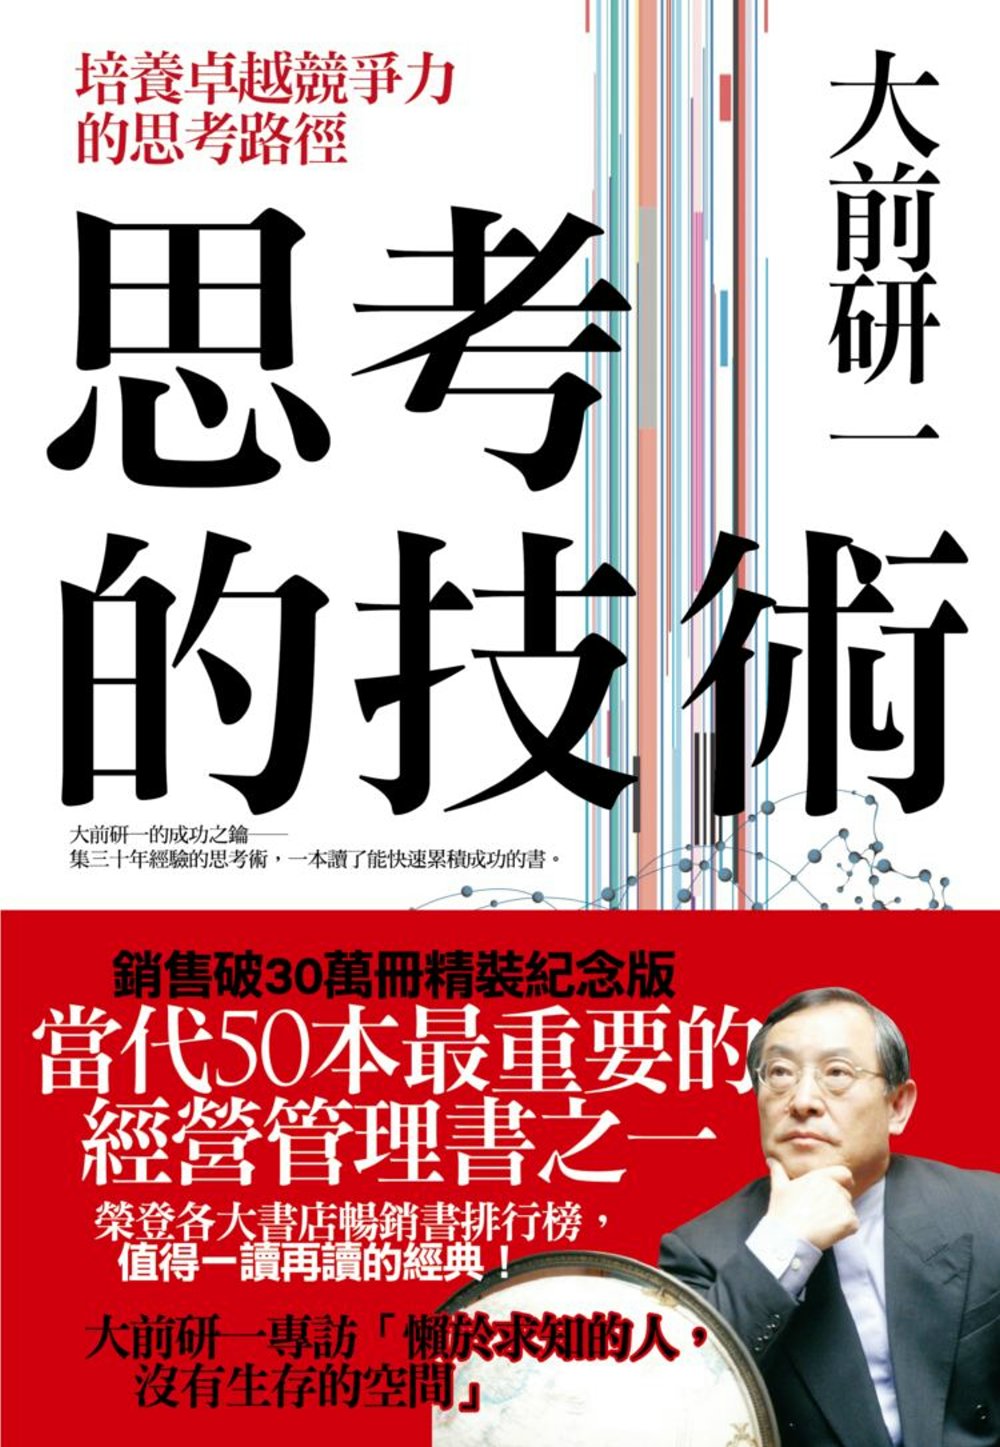 培養卓越競爭力
的思考路徑
大前研一
思考
的技術
大前研一的成功之鑰——
集三十年經驗的思考術，一本讀了能快速累積成功的書。
銷售破30萬冊精裝紀念版
當代50本最重要的
經營管理書之一
榮登各大書店暢銷書排行榜，
值得一讀再讀的經典！
大前研一專訪「懶於求知的人，
沒有生存的空間」